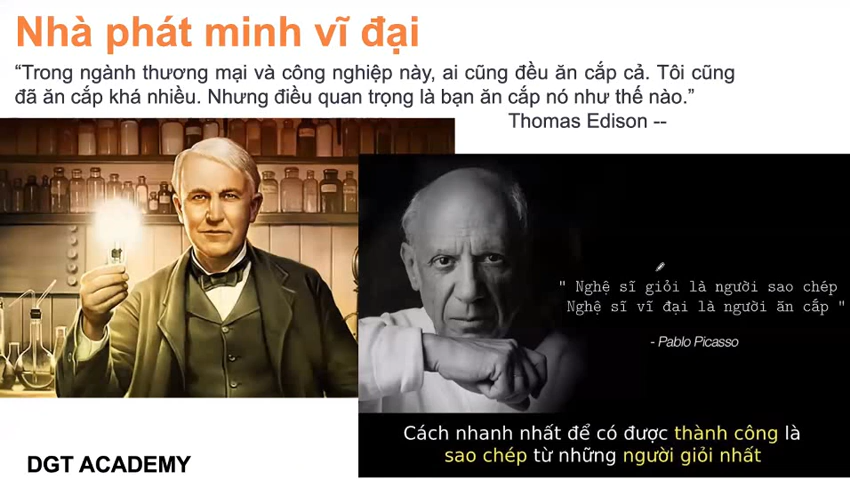 Nhà phát minh vĩ đại
“Trong ngành thương mại và công nghiệp này, ai cũng đều ăn cắp cả. Tôi cũng
đã ăn cắp khá nhiều. Nhưng điều quan trọng là bạn ăn cắp nó như thế nào.”
Thomas Edison --
" Nghệ sĩ giỏi là người sao chép
Nghệ sĩ vĩ đại là người ăn cắp "
- Pablo Picasso
Cách nhanh nhất để có được thành công là
sao chép từ những người giỏi nhất
DGT ACADEMY